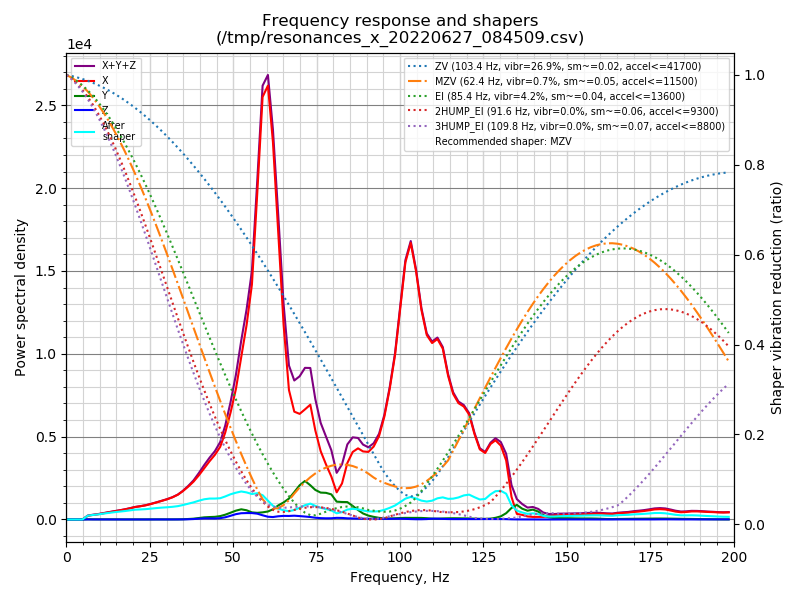 Frequency response and shapers
(/tmp/resonances_x_20220627_084509.csv)
1e4
X+Y+Z
X
Y
Z
After
shaper
ZV (103.4 Hz, vibr=26.9%, sm~=0.02, accel<=41700)
MZV (62.4 Hz, vibr=0.7%, sm~=0.05, accel<=11500)
EI (85.4 Hz, vibr=4.2%, sm~=0.04, accel<=13600)
2HUMP_EI (91.6 Hz, vibr=0.0%, sm~=0.06, accel<=9300)
3HUMP_EI (109.8 Hz, vibr=0.0%, sm~=0.07, accel<=8800)
Recommended shaper: MZV
Power spectral density
2.5
2.0
1.5
1.0
0.5
0.0
1.0
0.8
0.6
0.4
0.2
0.0
Shaper vibration reduction (ratio)
0 25 50 75 100 125 150 175 200
Frequency, Hz